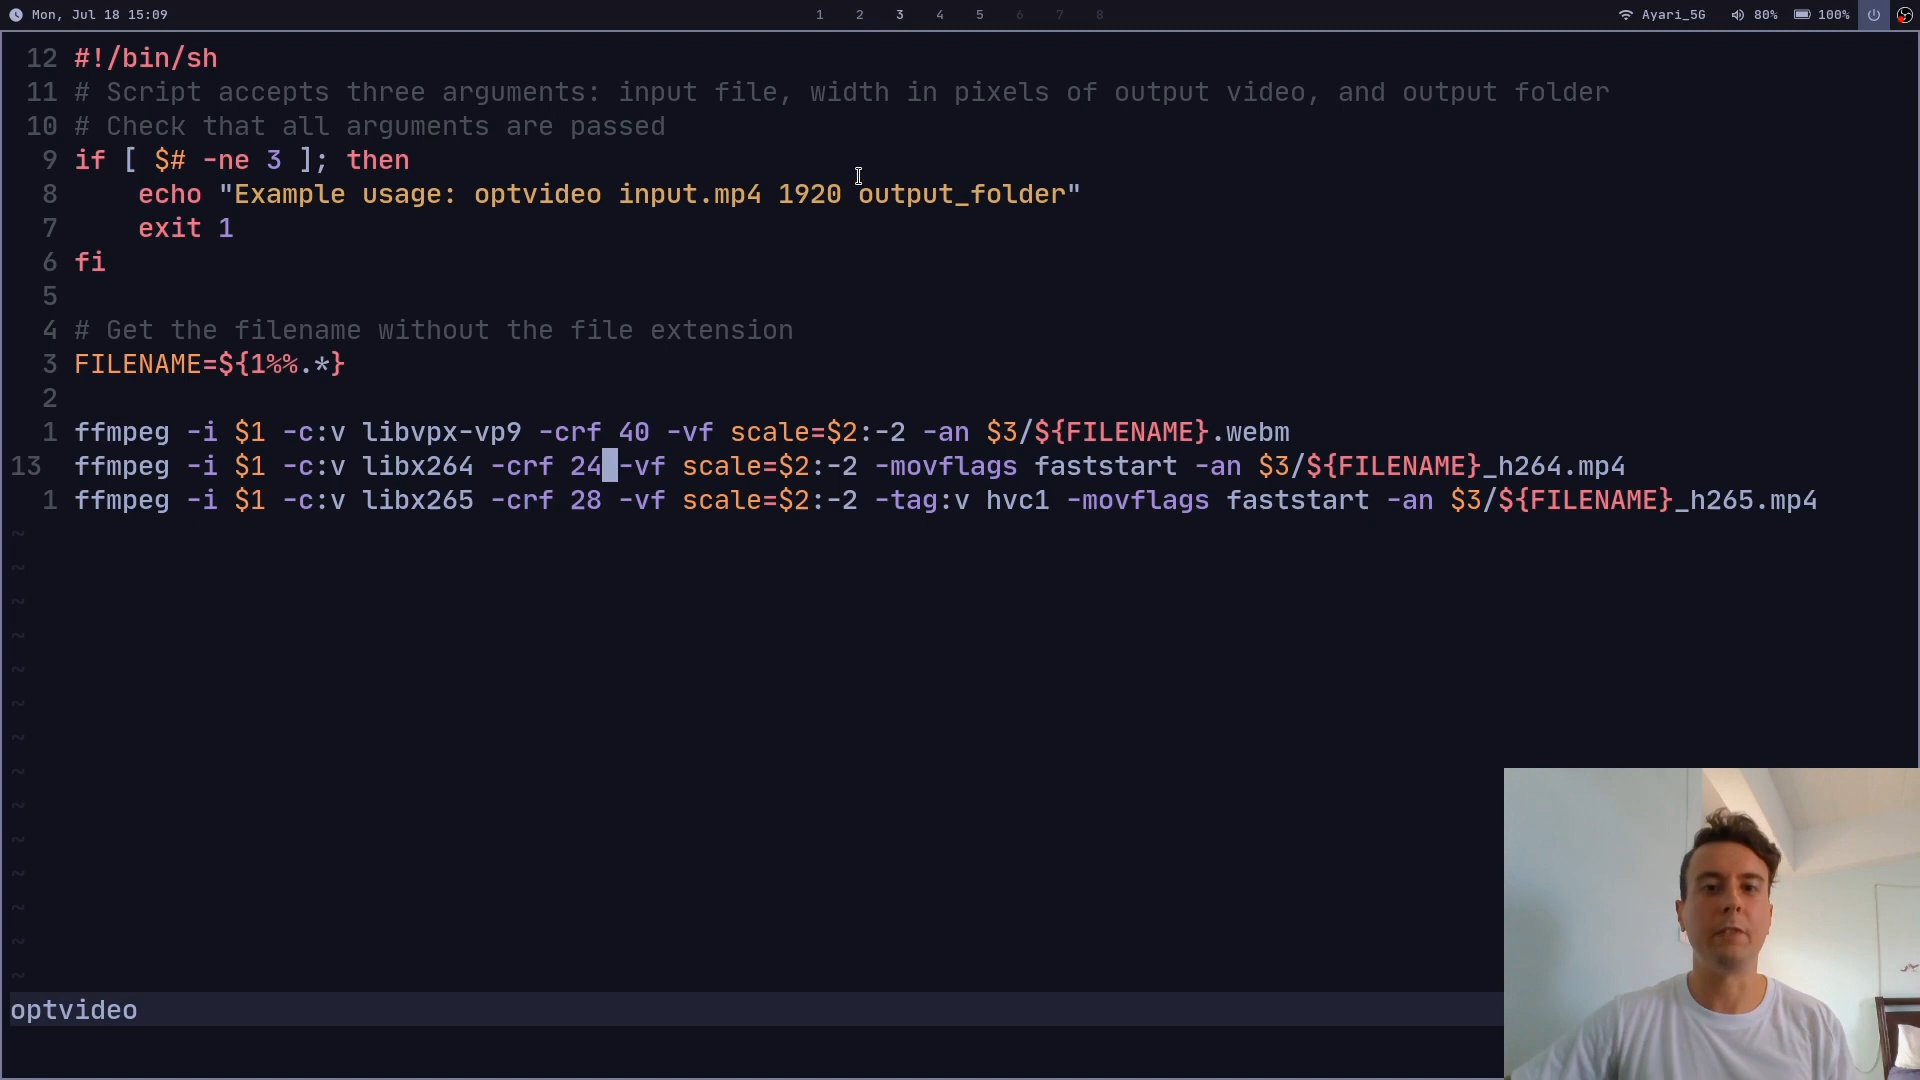 Mon, Jul 18 15:09 1 2 3 4 5 6 7 8 Ayari_5G 80% 100%
12 #!/bin/sh
11 # Script accepts three arguments: input file, width in pixels of output video, and output folder
10 # Check that all arguments are passed
9 if [ $# -ne 3 ]; then
8     echo "Example usage: optvideo input.mp4 1920 output_folder"
7     exit 1
6 fi
5
4 # Get the filename without the file extension
3 FILENAME=${1%%.*}
2
1 ffmpeg -i $1 -c:v libvpx-vp9 -crf 40 -vf scale=$2:-2 -an $3/${FILENAME}.webm
13 ffmpeg -i $1 -c:v libx264 -crf 24 -vf scale=$2:-2 -movflags faststart -an $3/${FILENAME}_h264.mp4
1 ffmpeg -i $1 -c:v libx265 -crf 28 -vf scale=$2:-2 -tag:v hvc1 -movflags faststart -an $3/${FILENAME}_h265.mp4
~
~
~
~
~
~
~
~
~
~
~
~
~
~
optvideo